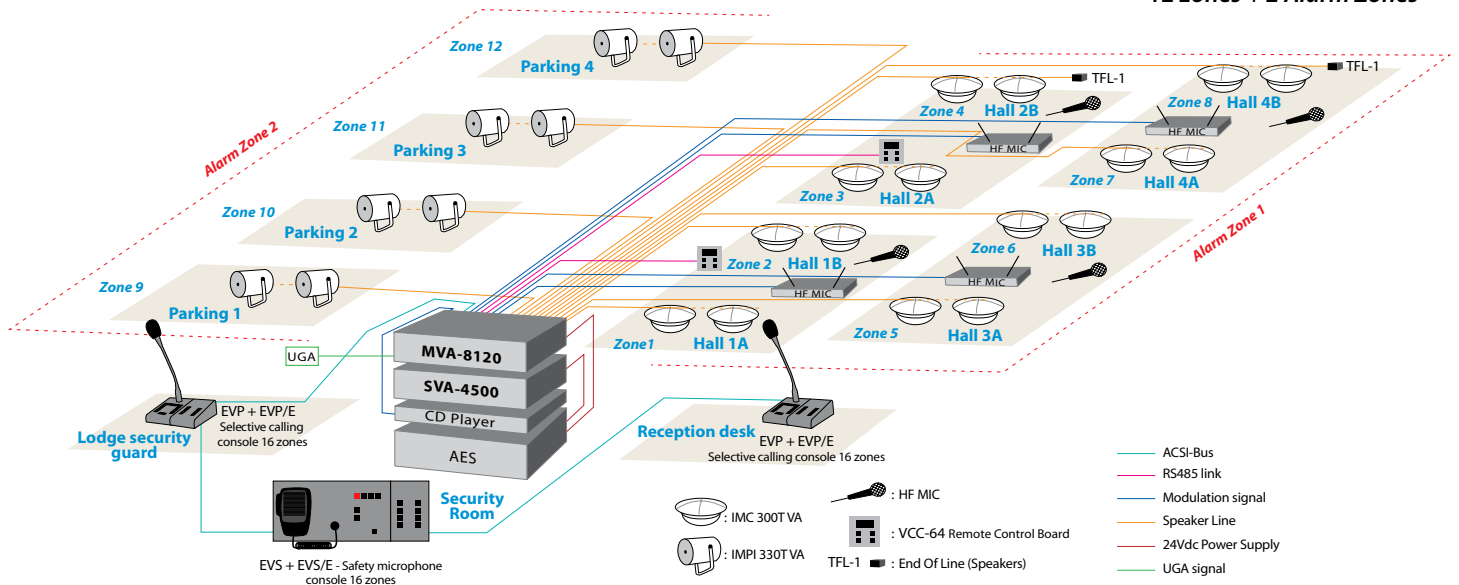 12 Zones + 2 Alarm Zones
Zone 12
Parking 4
TFL-1
TFL-1
Zone 4
Hall 2B
Zone 8
Hall 4B
Alarm Zone 2
Zone 11
Parking 3
HF MIC
HF MIC
Zone 3
Hall 2A
Zone 7
Hall 4A
Zone 10
Parking 2
Alarm Zone 1
Zone 2
Hall 1B
Zone 6
Hall 3B
HF MIC
HF MIC
Zone 9
Parking 1
Zone1
Hall 1A
Zone 5
Hall 3A
UGA
MVA-8120
SVA-4500
CD Player
AES
Lodge security
guard
EVP + EVP/E
Selective calling
console 16 zones
Reception desk
EVP + EVP/E
Selective calling console 16 zones
Security
Room
EVS + EVS/E - Safety microphone
console 16 zones
: IMC 300T VA
: IMPI 330T VA
: HF MIC
: VCC-64 Remote Control Board
TFL-1 : End Of Line (Speakers)
ACSI-Bus
RS485 link
Modulation signal
Speaker Line
24Vdc Power Supply
UGA signal